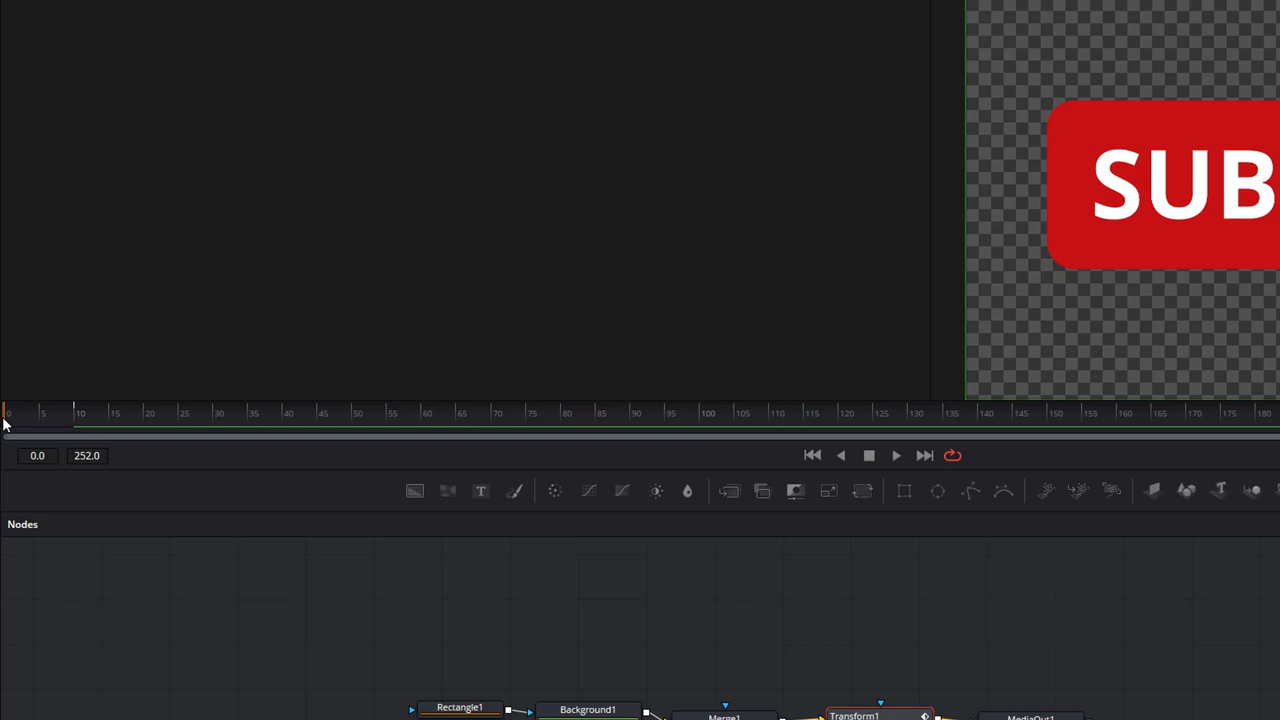 SUB
0 5 10 15 20 25 30 35 40 45 50 55 60 65 70 75 80 85 90 95 100 105 110 115 120 125 130 135 140 145 150 155 160 165 170 175 180
0.0 252.0
T
Nodes
Rectangle1 Background1 Merge1 Transform1 MediaOut1